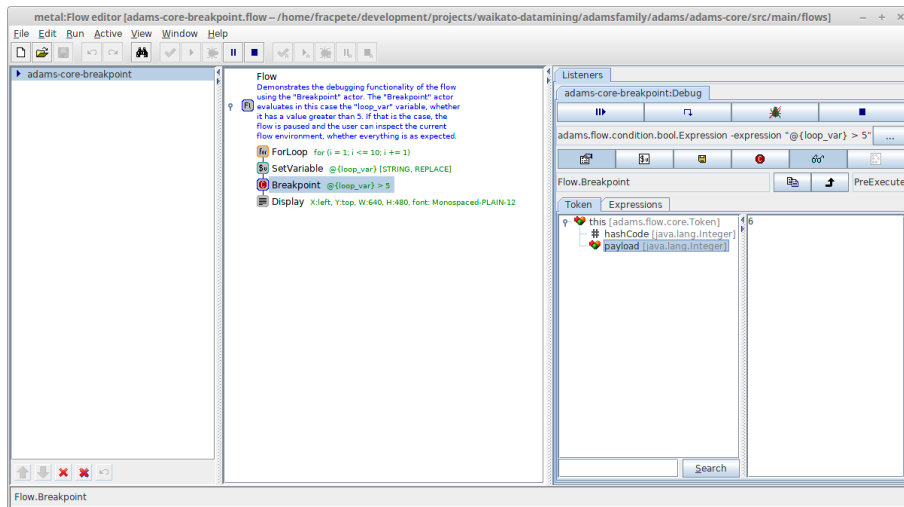 metal:Flow editor [adams-core-breakpoint.flow -- /home/fracpete/development/projects/waikato-datamining/adamsfamily/adams/adams-core/src/main/flows]
File Edit Run Active View Window Help
adams-core-breakpoint
Flow
Demonstrates the debugging functionality of the flow
using the "Breakpoint" actor. The "Breakpoint" actor
evaluates in this case the "loop_var" variable, whether
it has a value greater than 5. If that is the case, the
flow is paused and the user can inspect the current
flow environment, whether everything is as expected.
ForLoop for (i = 1; i <= 10; i += 1)
SetVariable @{loop_var} [STRING, REPLACE]
Breakpoint @{loop_var} > 5
Display X:left, Y:top, W:640, H:480, font: Monospaced-PLAIN-12
Listeners
adams-core-breakpoint:Debug
adams.flow.condition.bool.Expression -expression "@{loop_var} > 5" ...
Flow.Breakpoint PreExecute
Token Expressions
this [adams.flow.core.Token]
# hashCode [java.lang.Integer]
payload [java.lang.Integer]
6
Search
Flow.Breakpoint